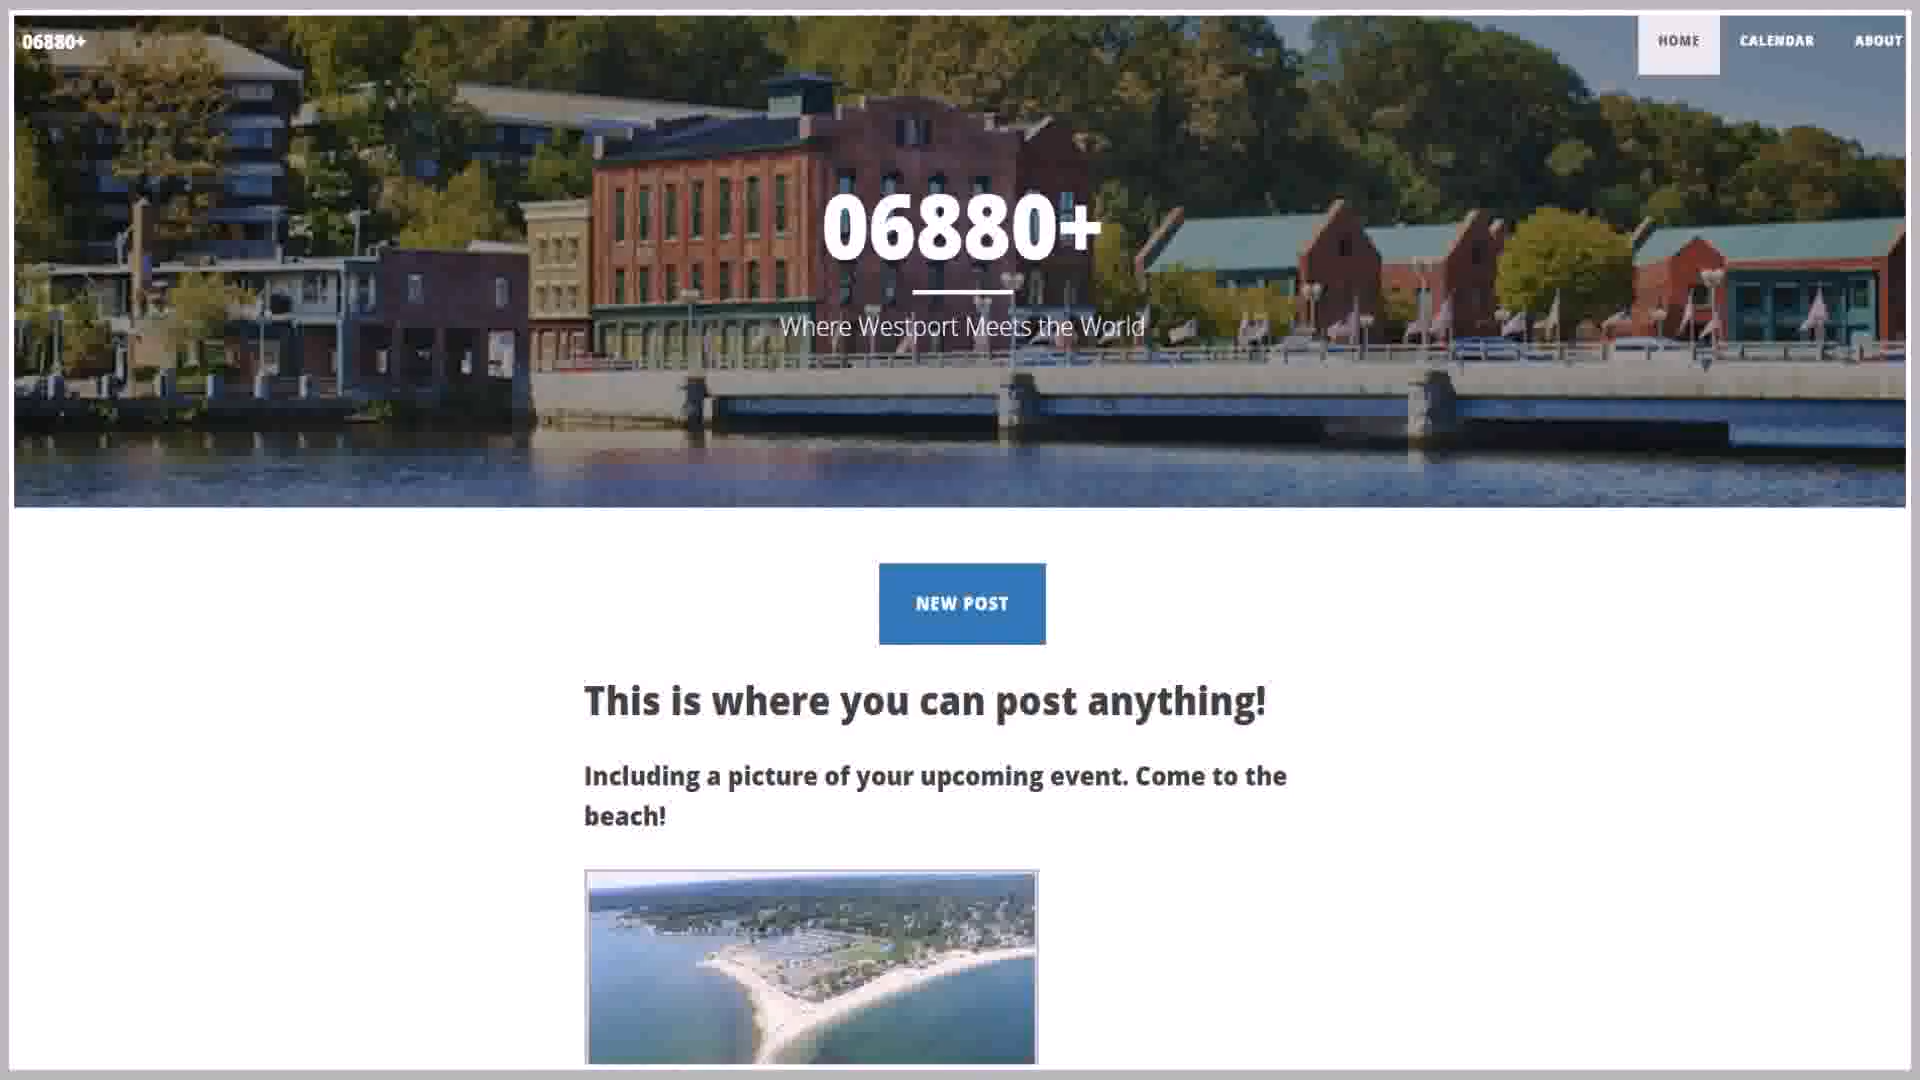 06880+
HOME CALENDAR ABOUT
06880+
Where Westport Meets the World
NEW POST
This is where you can post anything!
Including a picture of your upcoming event. Come to the
beach!